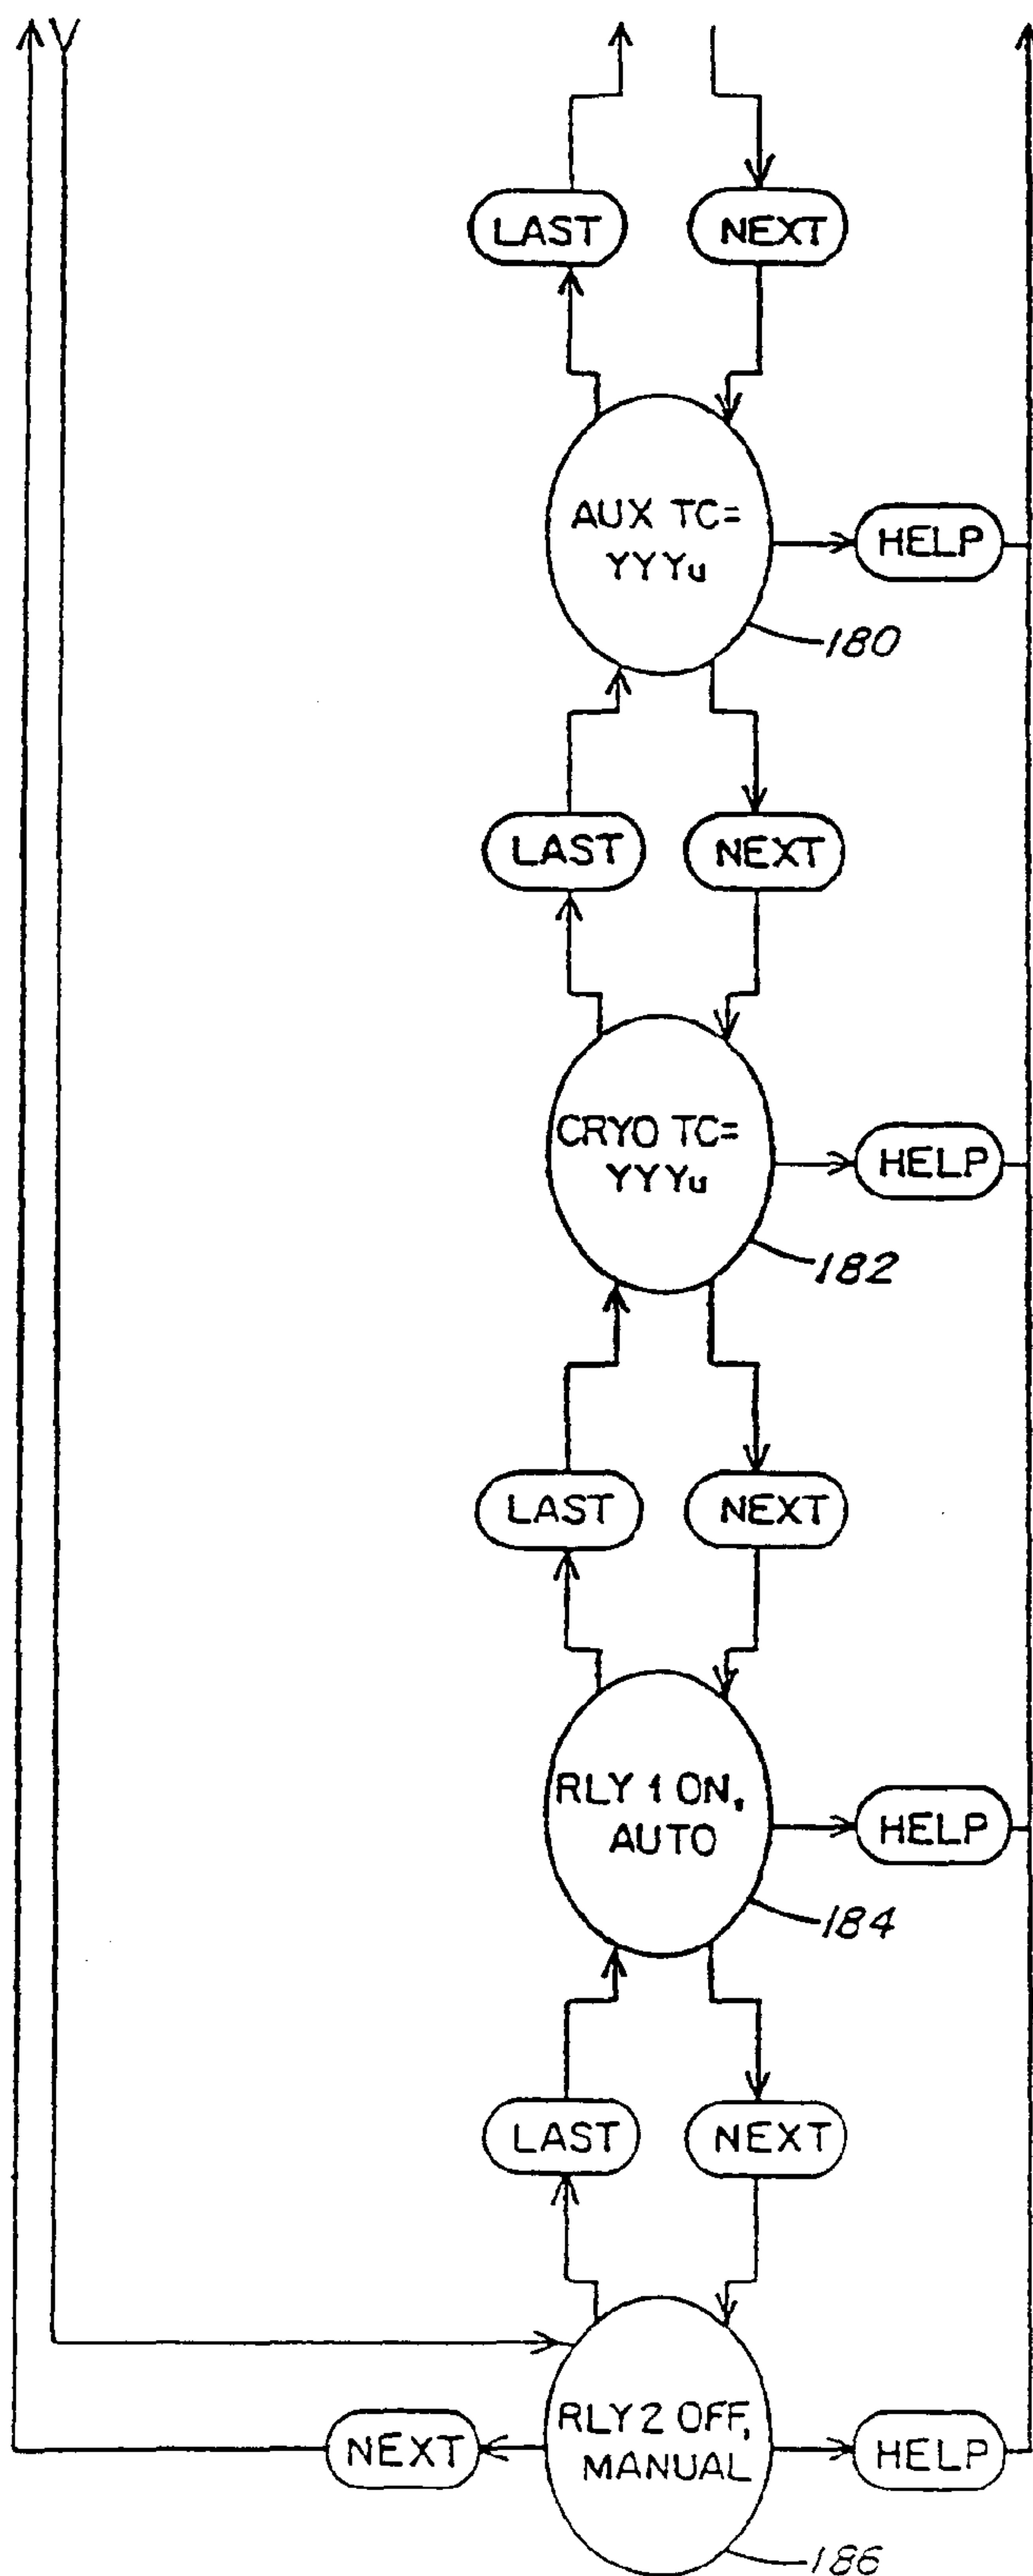 LAST NEXT
AUX TC=
YYYu
HELP
180
LAST NEXT
CRYO TC=
YYYu
HELP
182
LAST NEXT
RLY 1 ON,
AUTO
HELP
184
LAST NEXT
NEXT
RLY 2 OFF,
MANUAL
HELP
186